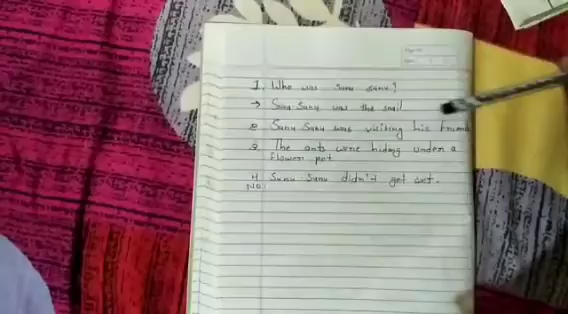 1. Who was Sunu Sunu?
→ Sunu Sunu was the snail
2 Sunu Sunu was visiting his friend
3 The ants were hiding under a
flower pot
4 Sunu Sunu didn't get wet.
No